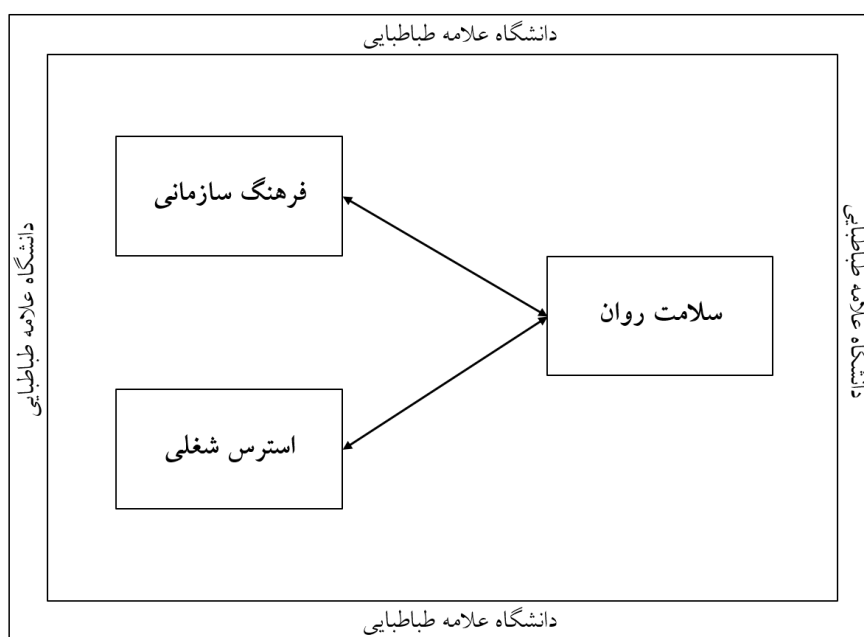 دانشگاه علامه طباطبایی
فرهنگ سازمانی
دانشگاه علامه طباطبایی
دانشگاه علامه طباطبایی
سلامت روان
استرس شغلی
دانشگاه علامه طباطبایی